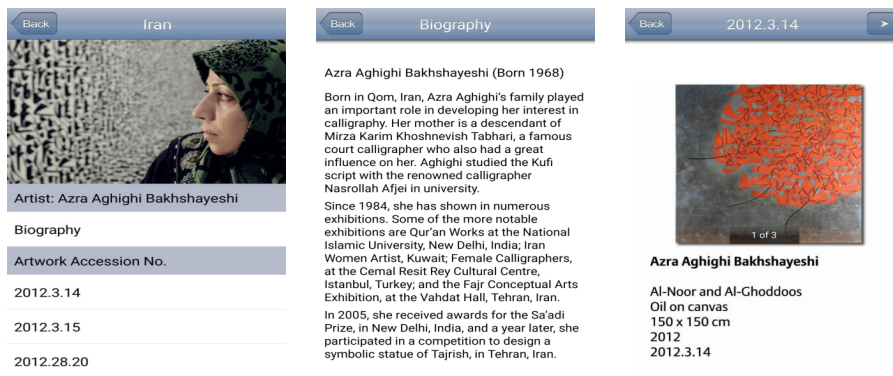 Back
Iran
Artist: Azra Aghighi Bakhshayeshi
Biography
Artwork Accession No.
2012.3.14
2012.3.15
2012.28.20
Back
Biography
Azra Aghighi Bakhshayeshi (Born 1968)
Born in Qom, Iran, Azra Aghighi's family played
an important role in developing her interest in
calligraphy. Her mother is a descendant of
Mirza Karim Khoshnevish Tabhari, a famous
court calligrapher who also had a great
influence on her. Aghighi studied the Kufi
script with the renowned calligrapher
Nasrollah Afjei in university.
Since 1984, she has shown in numerous
exhibitions. Some of the more notable
exhibitions are Qur'an Works at the National
Islamic University, New Delhi, India; Iran
Women Artist, Kuwait; Female Calligraphers,
at the Cemal Resit Rey Cultural Centre,
Istanbul, Turkey; and the Fajr Conceptual Arts
Exhibition, at the Vahdat Hall, Tehran, Iran.
In 2005, she received awards for the Sa'adi
Prize, in New Delhi, India, and a year later, she
participated in a competition to design a
symbolic statue of Tajrish, in Tehran, Iran.
Back
2012.3.14
1 of 3
Azra Aghighi Bakhshayeshi
Al-Noor and Al-Ghoddoos
Oil on canvas
150 x 150 cm
2012
2012.3.14